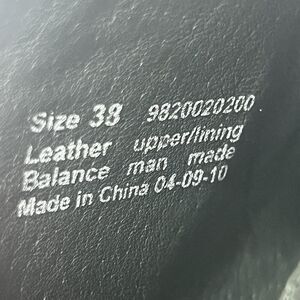 Size 38 9820020200
Leather upper/lining
Balance man made
Made in China 04-09-10